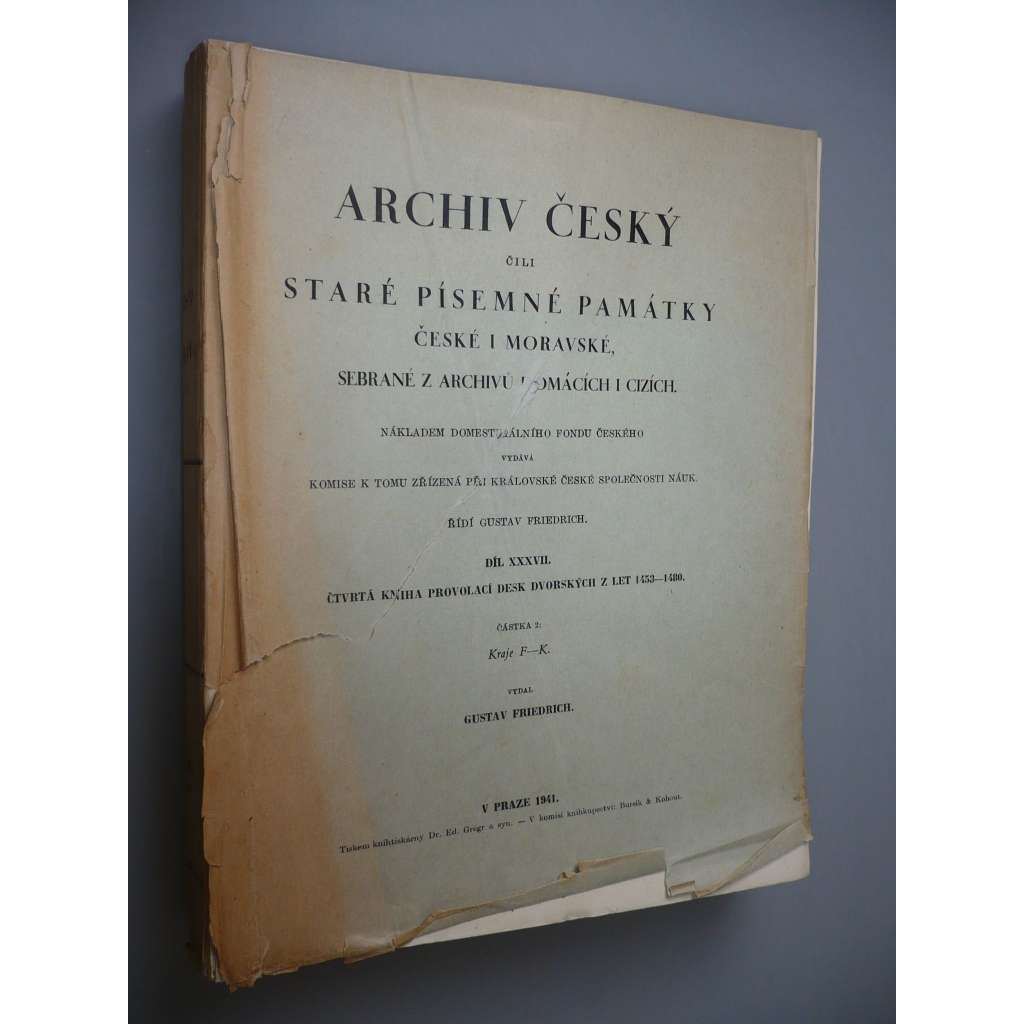 ARCHIV ČESKÝ
ČILI
STARÉ PÍSEMNÉ PAMÁTKY
ČESKÉ I MORAVSKÉ,
SEBRANÉ Z ARCHIVŮ DOMÁCÍCH I CIZÍCH.
NÁKLADEM DOMESTIKÁLNÍHO FONDU ČESKÉHO
VYDÁVÁ
KOMISE K TOMU ZŘÍZENÁ PŘI KRÁLOVSKÉ ČESKÉ SPOLEČNOSTI NÁUK.
ŘÍDÍ GUSTAV FRIEDRICH.
DÍL XXXVII.
ČTVRTÁ KNIHA PROVOLACÍ DESK DVORSKÝCH Z LET 1453—1480.
ČÁSTKA 2:
Kraje F—K.
VYDAL
GUSTAV FRIEDRICH.
V PRAZE 1941.
Tiskem knihtiskárny Dr. Ed. Grégr a syn. — V komisi knihkupectví: Bursík & Kohout.